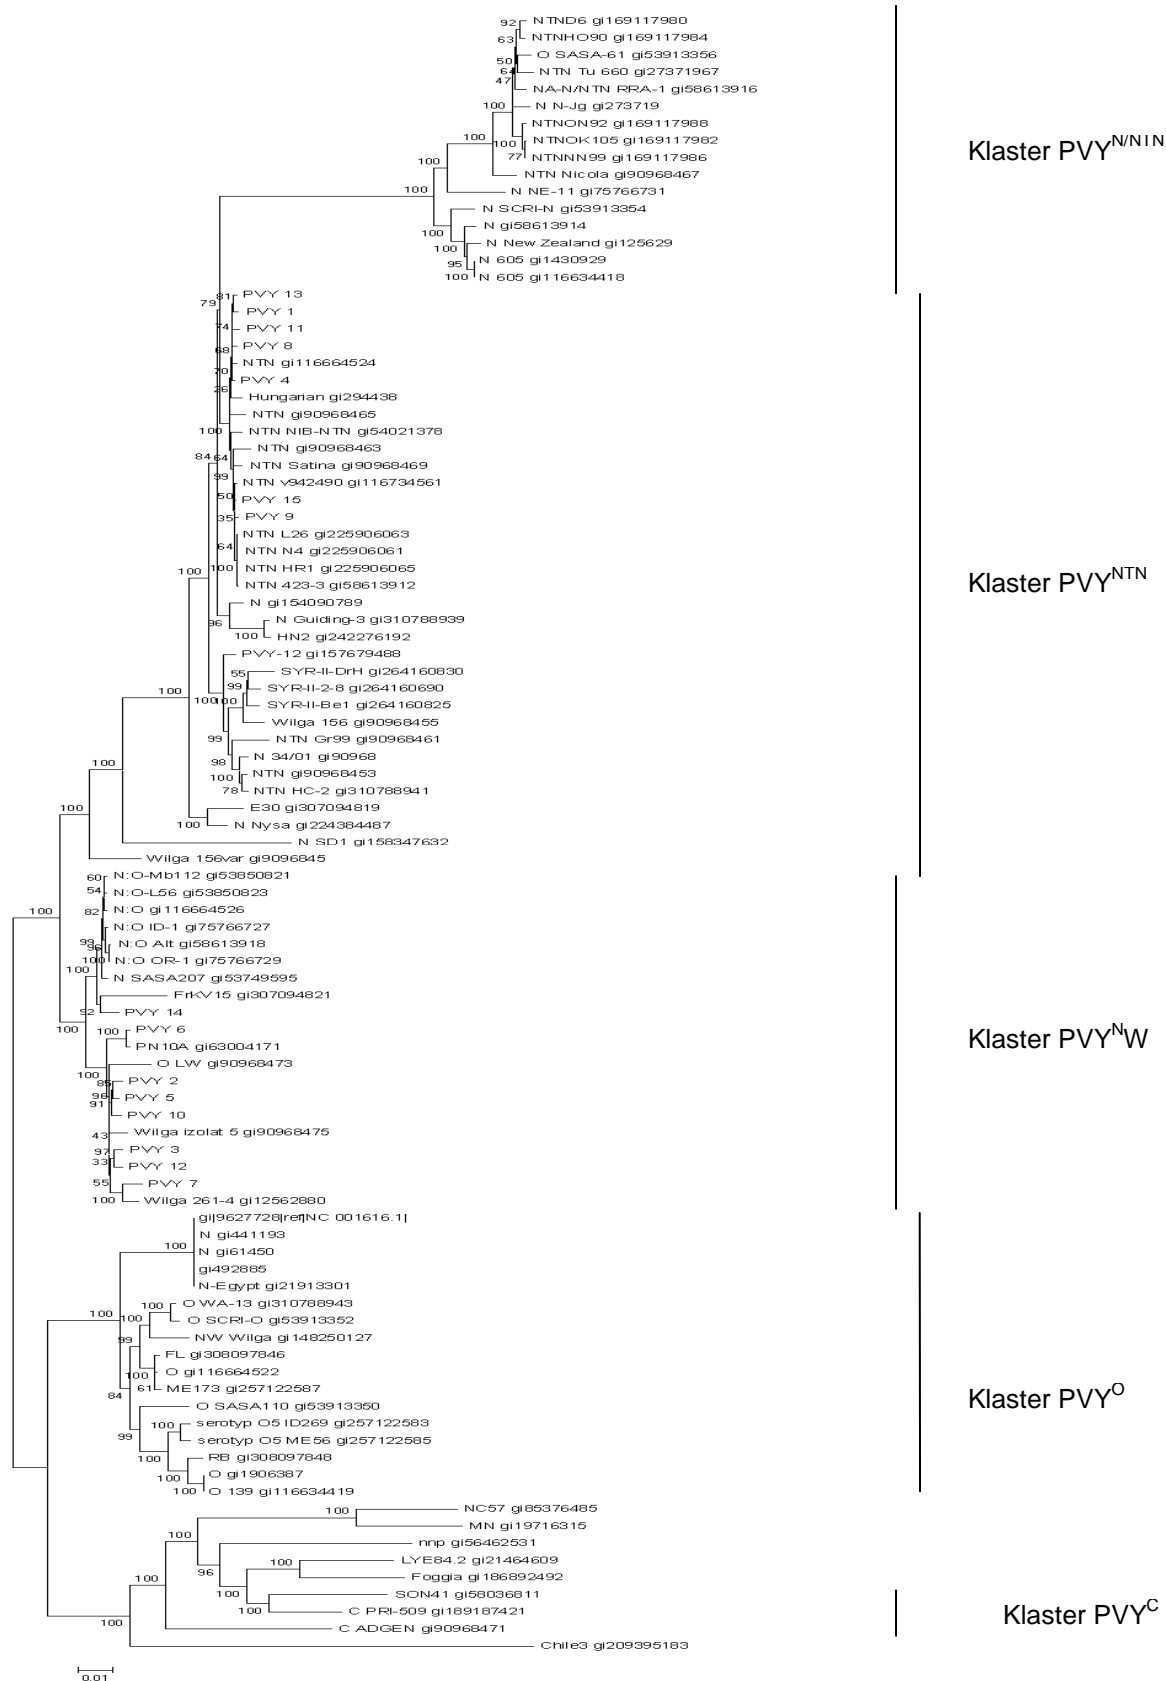 NTND6 gi169117980
92
NTNHO90 gi169117984
63
O SASA-61 gi53913356
50
NTN Tu 660 gi27371967
64
47
NA-N/NTN RRA-1 gi58613916
N N-Jg gi273719
100
NTNON92 gi169117988
NTNOK105 gi169117982
100
100
Klaster PVY^N/NTN
NTNNN99 gi169117986
77
100
NTN Nicola gi90968467
N NE-11 gi75766731
100
N SCRI-N gi53913354
N gi58613914
100
N New Zealand gi125629
100
N 605 gi1430929
95
N 605 gi116634418
100
PVY 13
81
79
PVY 1
PVY 11
74
PVY 8
68
NTN gi116664524
70
PVY 4
26
Hungarian gi294438
NTN gi90968465
NTN NIB-NTN gi54021378
100
NTN gi90968463
84
64
NTN Satina gi90968469
99
NTN v942490 gi116734561
50
PVY 15
PVY 9
35
NTN L26 gi225906063
64
NTN N4 gi225906061
NTN HR1 gi225906065
100
100
NTN 423-3 gi58613912
Klaster PVY^NTN
N gi154090789
N Guiding-3 gi310788939
96
HN2 gi242276192
100
PVY-12 gi157679488
SYR-II-DrH gi264160830
55
SYR-II-2-8 gi264160690
99
100
SYR-II-Be1 gi264160825
100
100
Wilga 156 gi90968455
NTN Gr99 gi90968461
99
N 34/01 gi90968
98
100
NTN gi90968453
100
NTN HC-2 gi310788941
78
E30 gi307094819
100
N Nysa gi224384487
100
N SD1 gi158347632
Wilga 156var gi9096845
N:O-Mb112 gi53850821
60
N:O-L56 gi53850823
54
N:O gi116664526
82
100
N:O ID-1 gi75766727
N:O Alt gi58613918
99
96
N:O OR-1 gi75766729
100
100
N SASA207 gi53749595
FrKV15 gi307094821
PVY 14
92
PVY 6
100
100
PN10A gi63004171
Klaster PVY^N W
O LW gi90968473
100
PVY 2
85
PVY 5
96
91
PVY 10
Wilga izolat 5 gi90968475
43
PVY 3
97
PVY 12
33
PVY 7
55
Wilga 261-4 gi12562880
100
gi|9627728|ref|NC 001616.1|
N gi441193
N gi61450
100
gi492885
N-Egypt gi21913301
O WA-13 gi310788943
100
O SCRI-O gi53913352
100
100
NW Wilga gi148250127
99
FL gi308097846
O gi116664522
100
ME173 gi257122587
61
84
Klaster PVY^O
O SASA110 gi53913350
serotyp O5 ID269 gi257122583
100
99
serotyp O5 ME56 gi257122585
RB gi308097848
100
O gi1906387
100
O 139 gi116634419
100
NC57 gi85376485
100
MN gi19716315
100
nnp gi56462531
LYE84.2 gi21464609
100
96
Foggia gi186892492
100
SON41 gi58036811
100
C PRI-509 gi189187421
100
Klaster PVY^C
C ADGEN gi90968471
100
Chile3 gi209395183
0.01